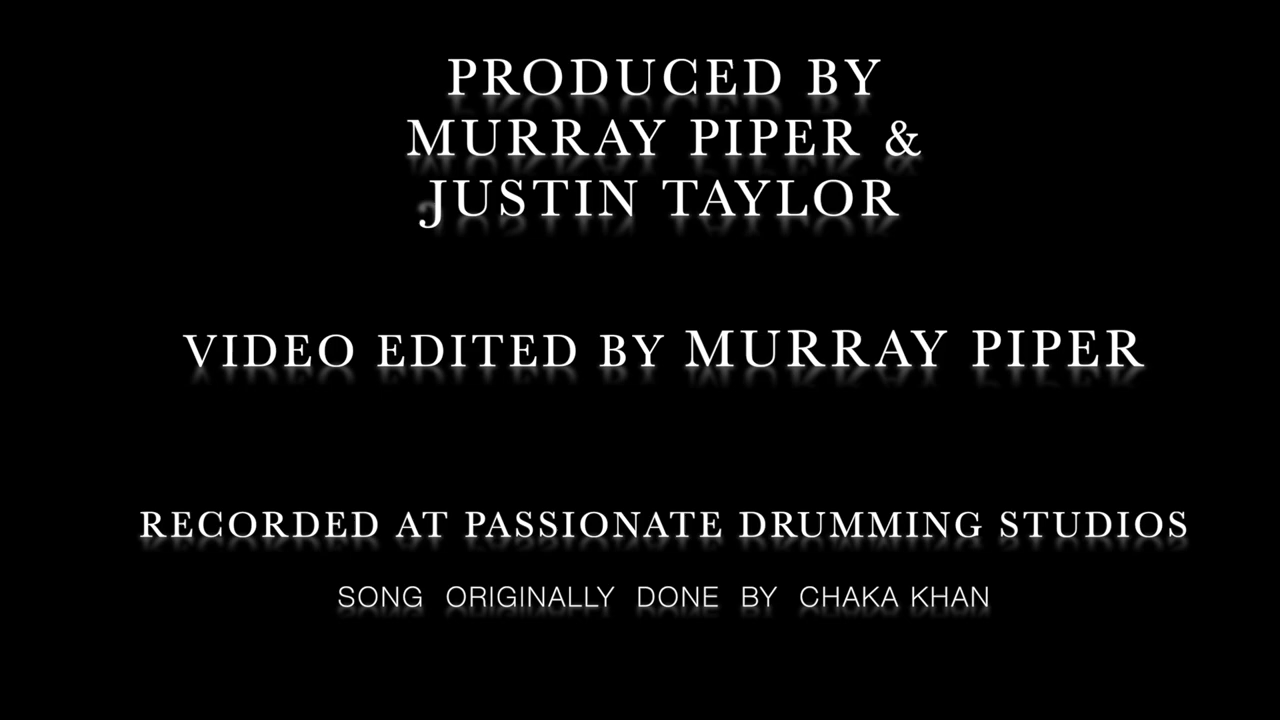 PRODUCED BY
MURRAY PIPER &
JUSTIN TAYLOR
VIDEO EDITED BY MURRAY PIPER
RECORDED AT PASSIONATE DRUMMING STUDIOS
SONG ORIGINALLY DONE BY CHAKA KHAN